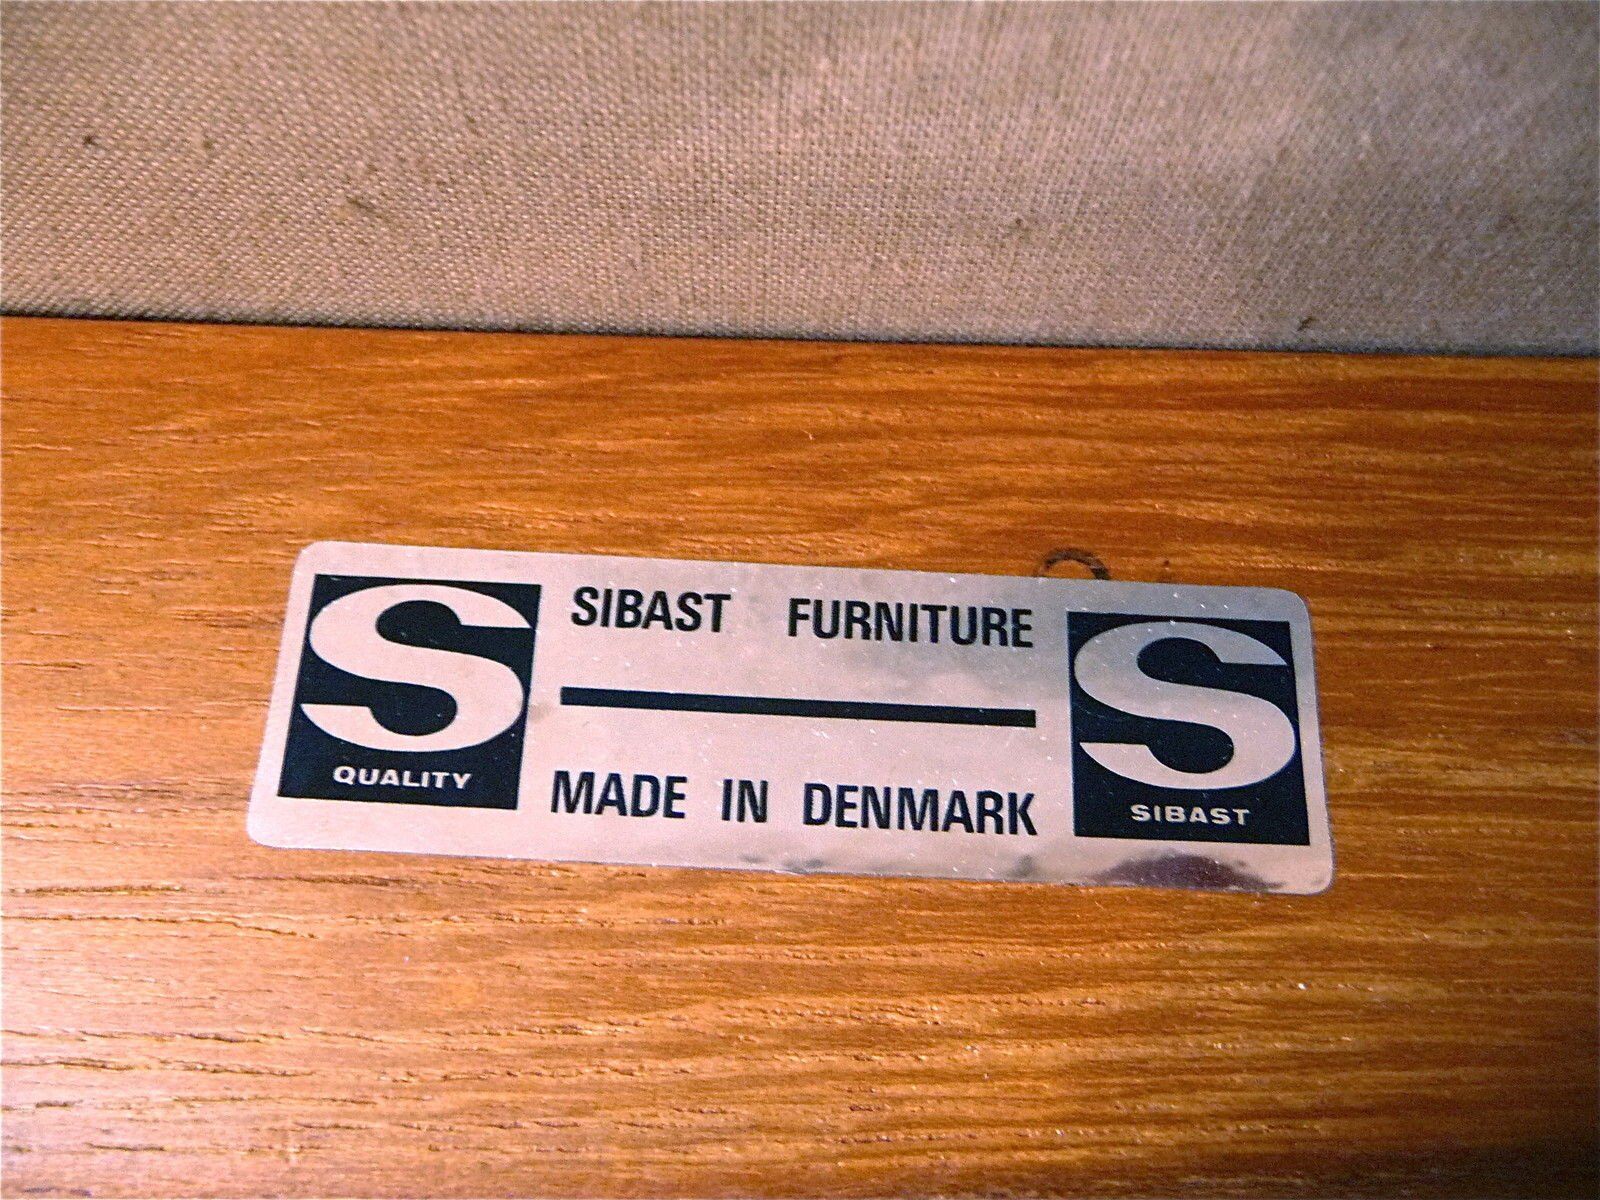 S
QUALITY
SIBAST FURNITURE
MADE IN DENMARK
S
SIBAST